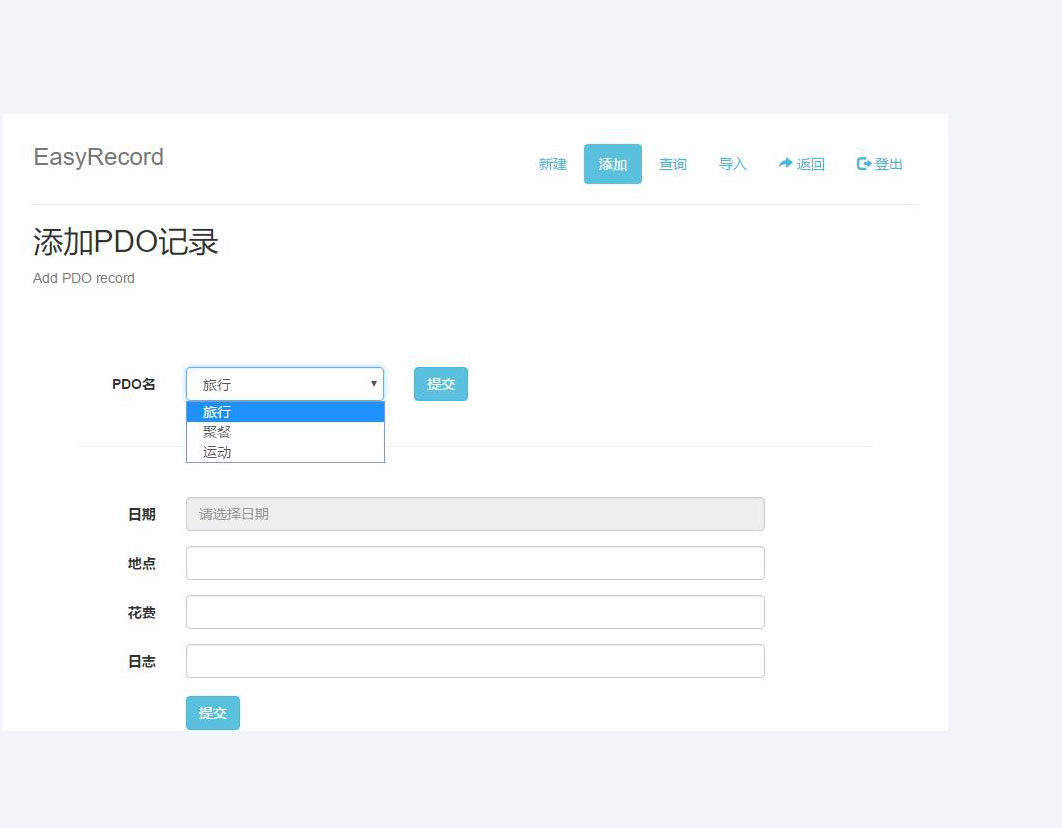 EasyRecord
新建 添加 查询 导入 返回 登出
添加PDO记录
Add PDO record
PDO名 旅行 提交
旅行
聚餐
运动
日期 请选择日期
地点
花费
日志
提交